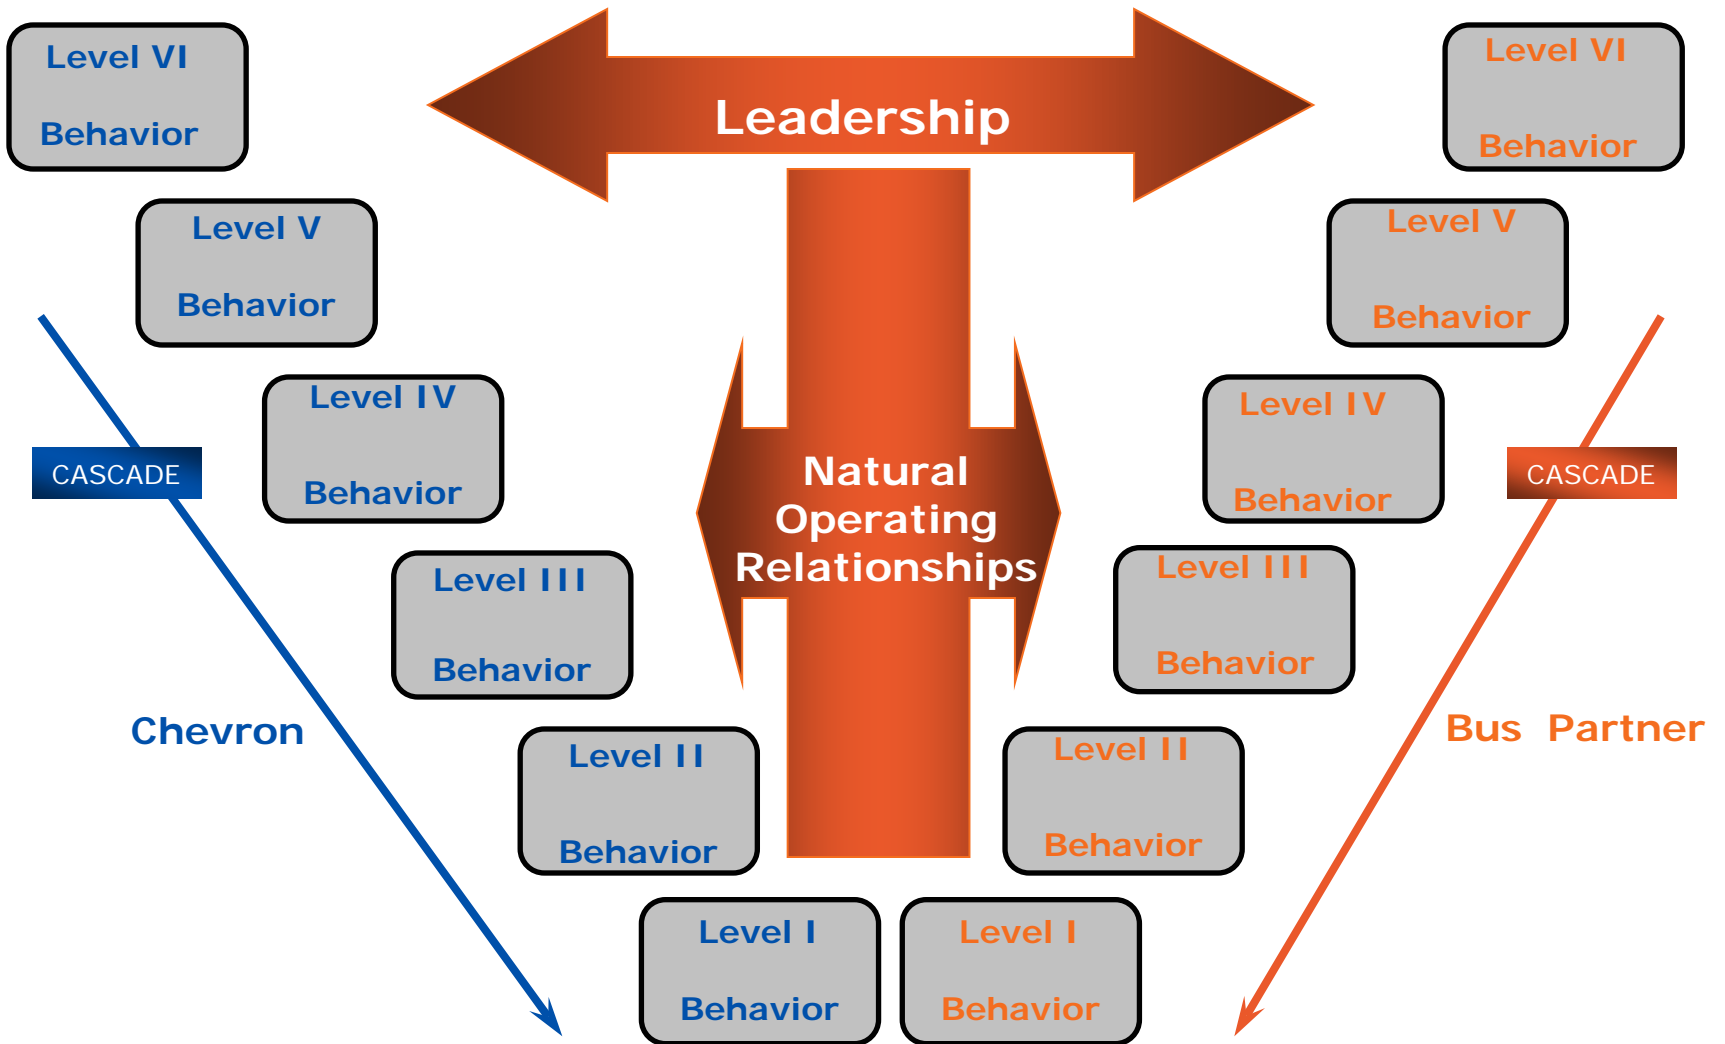 Level VI
Behavior
Leadership
Level VI
Behavior
Level V
Behavior
Level V
Behavior
Level IV
Behavior
Level IV
Behavior
CASCADE
Natural
Operating
Relationships
CASCADE
Level III
Behavior
Level III
Behavior
Chevron
Bus Partner
Level II
Behavior
Level II
Behavior
Level I
Behavior
Level I
Behavior